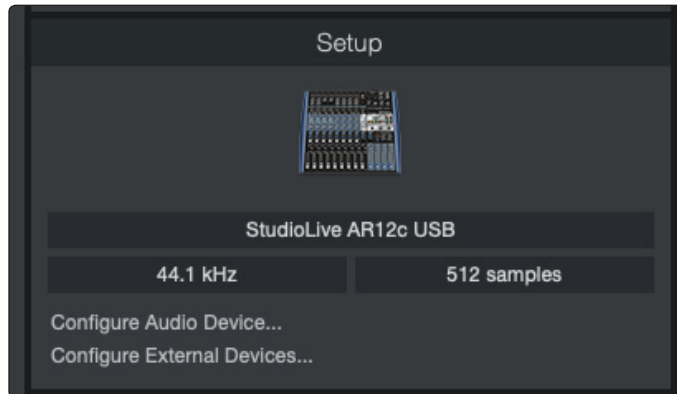 Setup
StudioLive AR12c USB
44.1 kHz
512 samples
Configure Audio Device...
Configure External Devices...